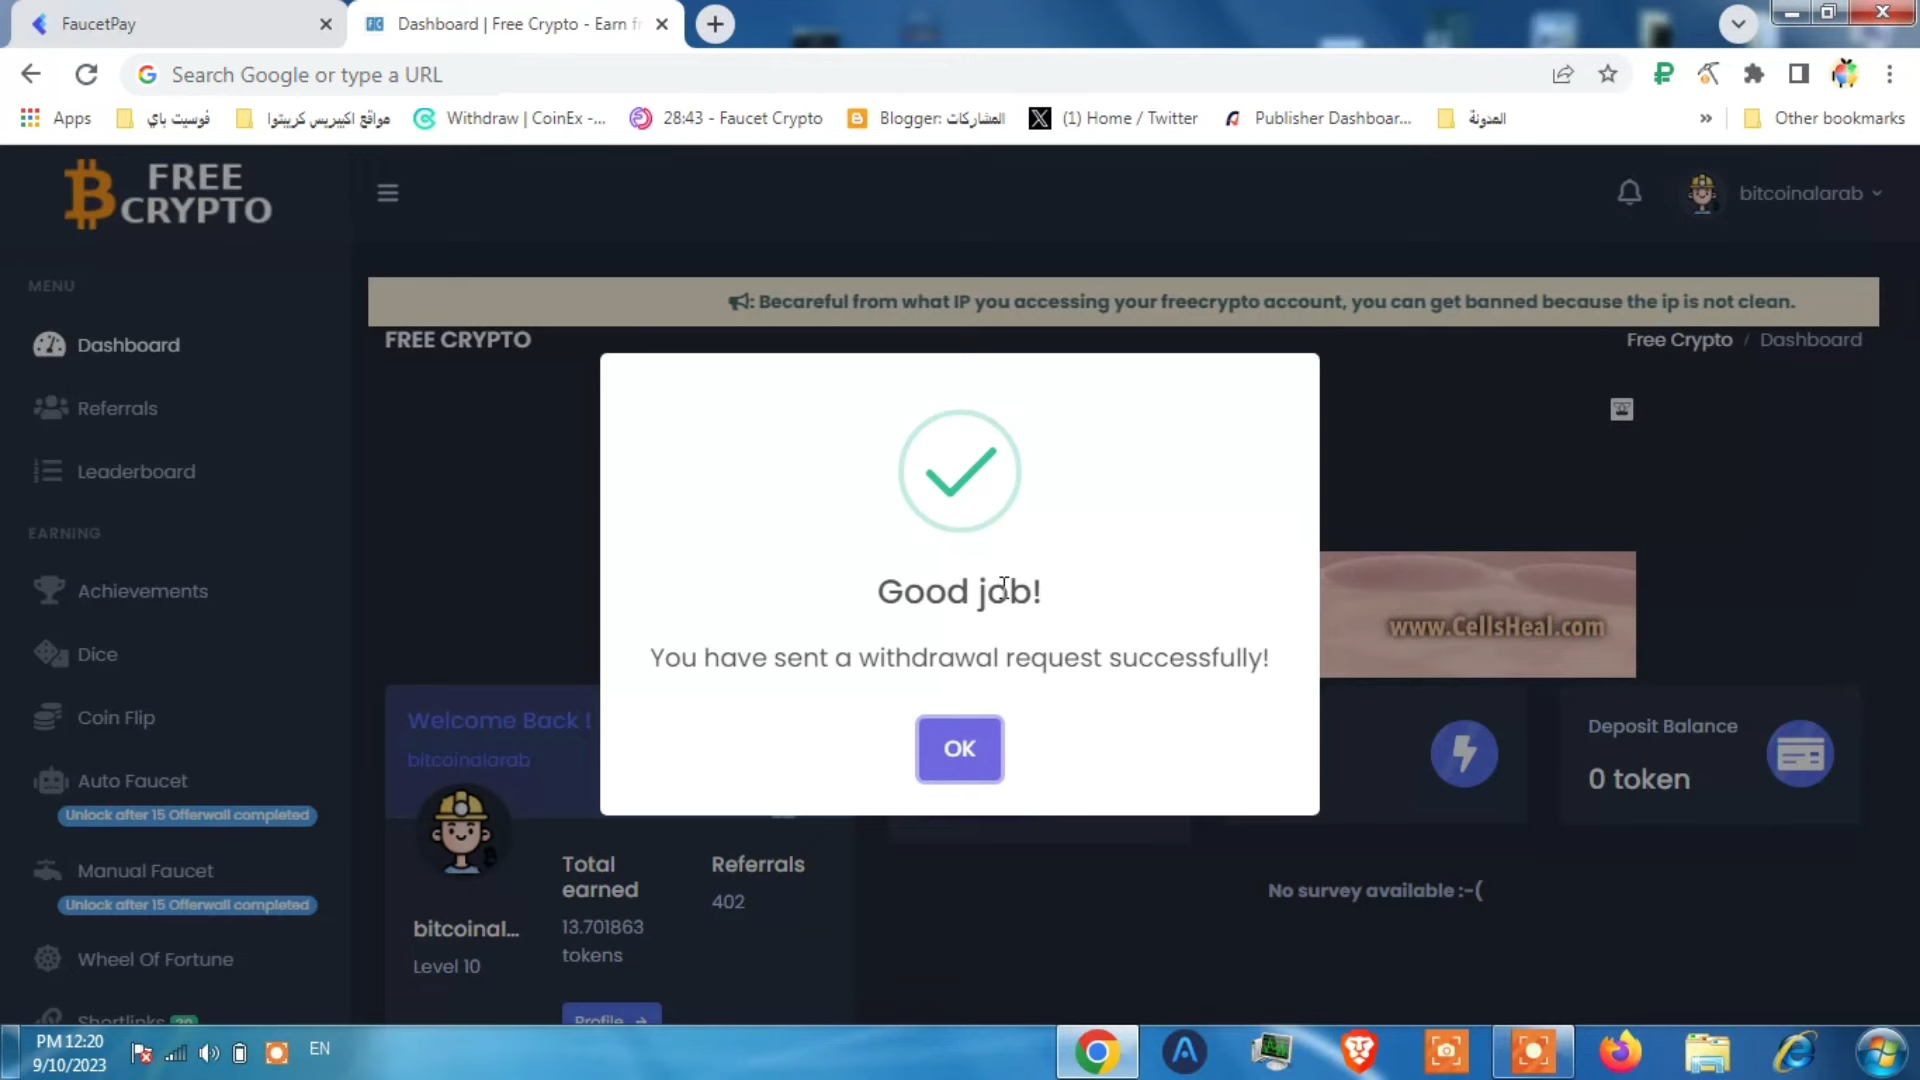 FaucetPay
Dashboard | Free Crypto - Earn fr
Search Google or type a URL
Apps
فوسيت باي
مواقع اكبيريس كريبتوا
Withdraw | CoinEx -...
28:43 - Faucet Crypto
Blogger: المشاركات
(1) Home / Twitter
Publisher Dashboar...
المدونة
»
Other bookmarks
FREE
CRYPTO
bitcoinalarab
MENU
: Becareful from what IP you accessing your freecrypto account, you can get banned because the ip is not clean.
Dashboard
FREE CRYPTO
Free Crypto / Dashboard
Referrals
Leaderboard
EARNING
Achievements
Good job!
www.CellsHeal.com
Dice
You have sent a withdrawal request successfully!
Coin Flip
Welcome Back !
bitcoinalarab
OK
Deposit Balance
0 token
Auto Faucet
Unlock after 15 Offerwall completed
Manual Faucet
Unlock after 15 Offerwall completed
Total
earned
13.701863
tokens
Referrals
402
No survey available :-(
bitcoinal...
Level 10
Wheel Of Fortune
Shortlinks
Profile →
PM 12:20
9/10/2023
EN